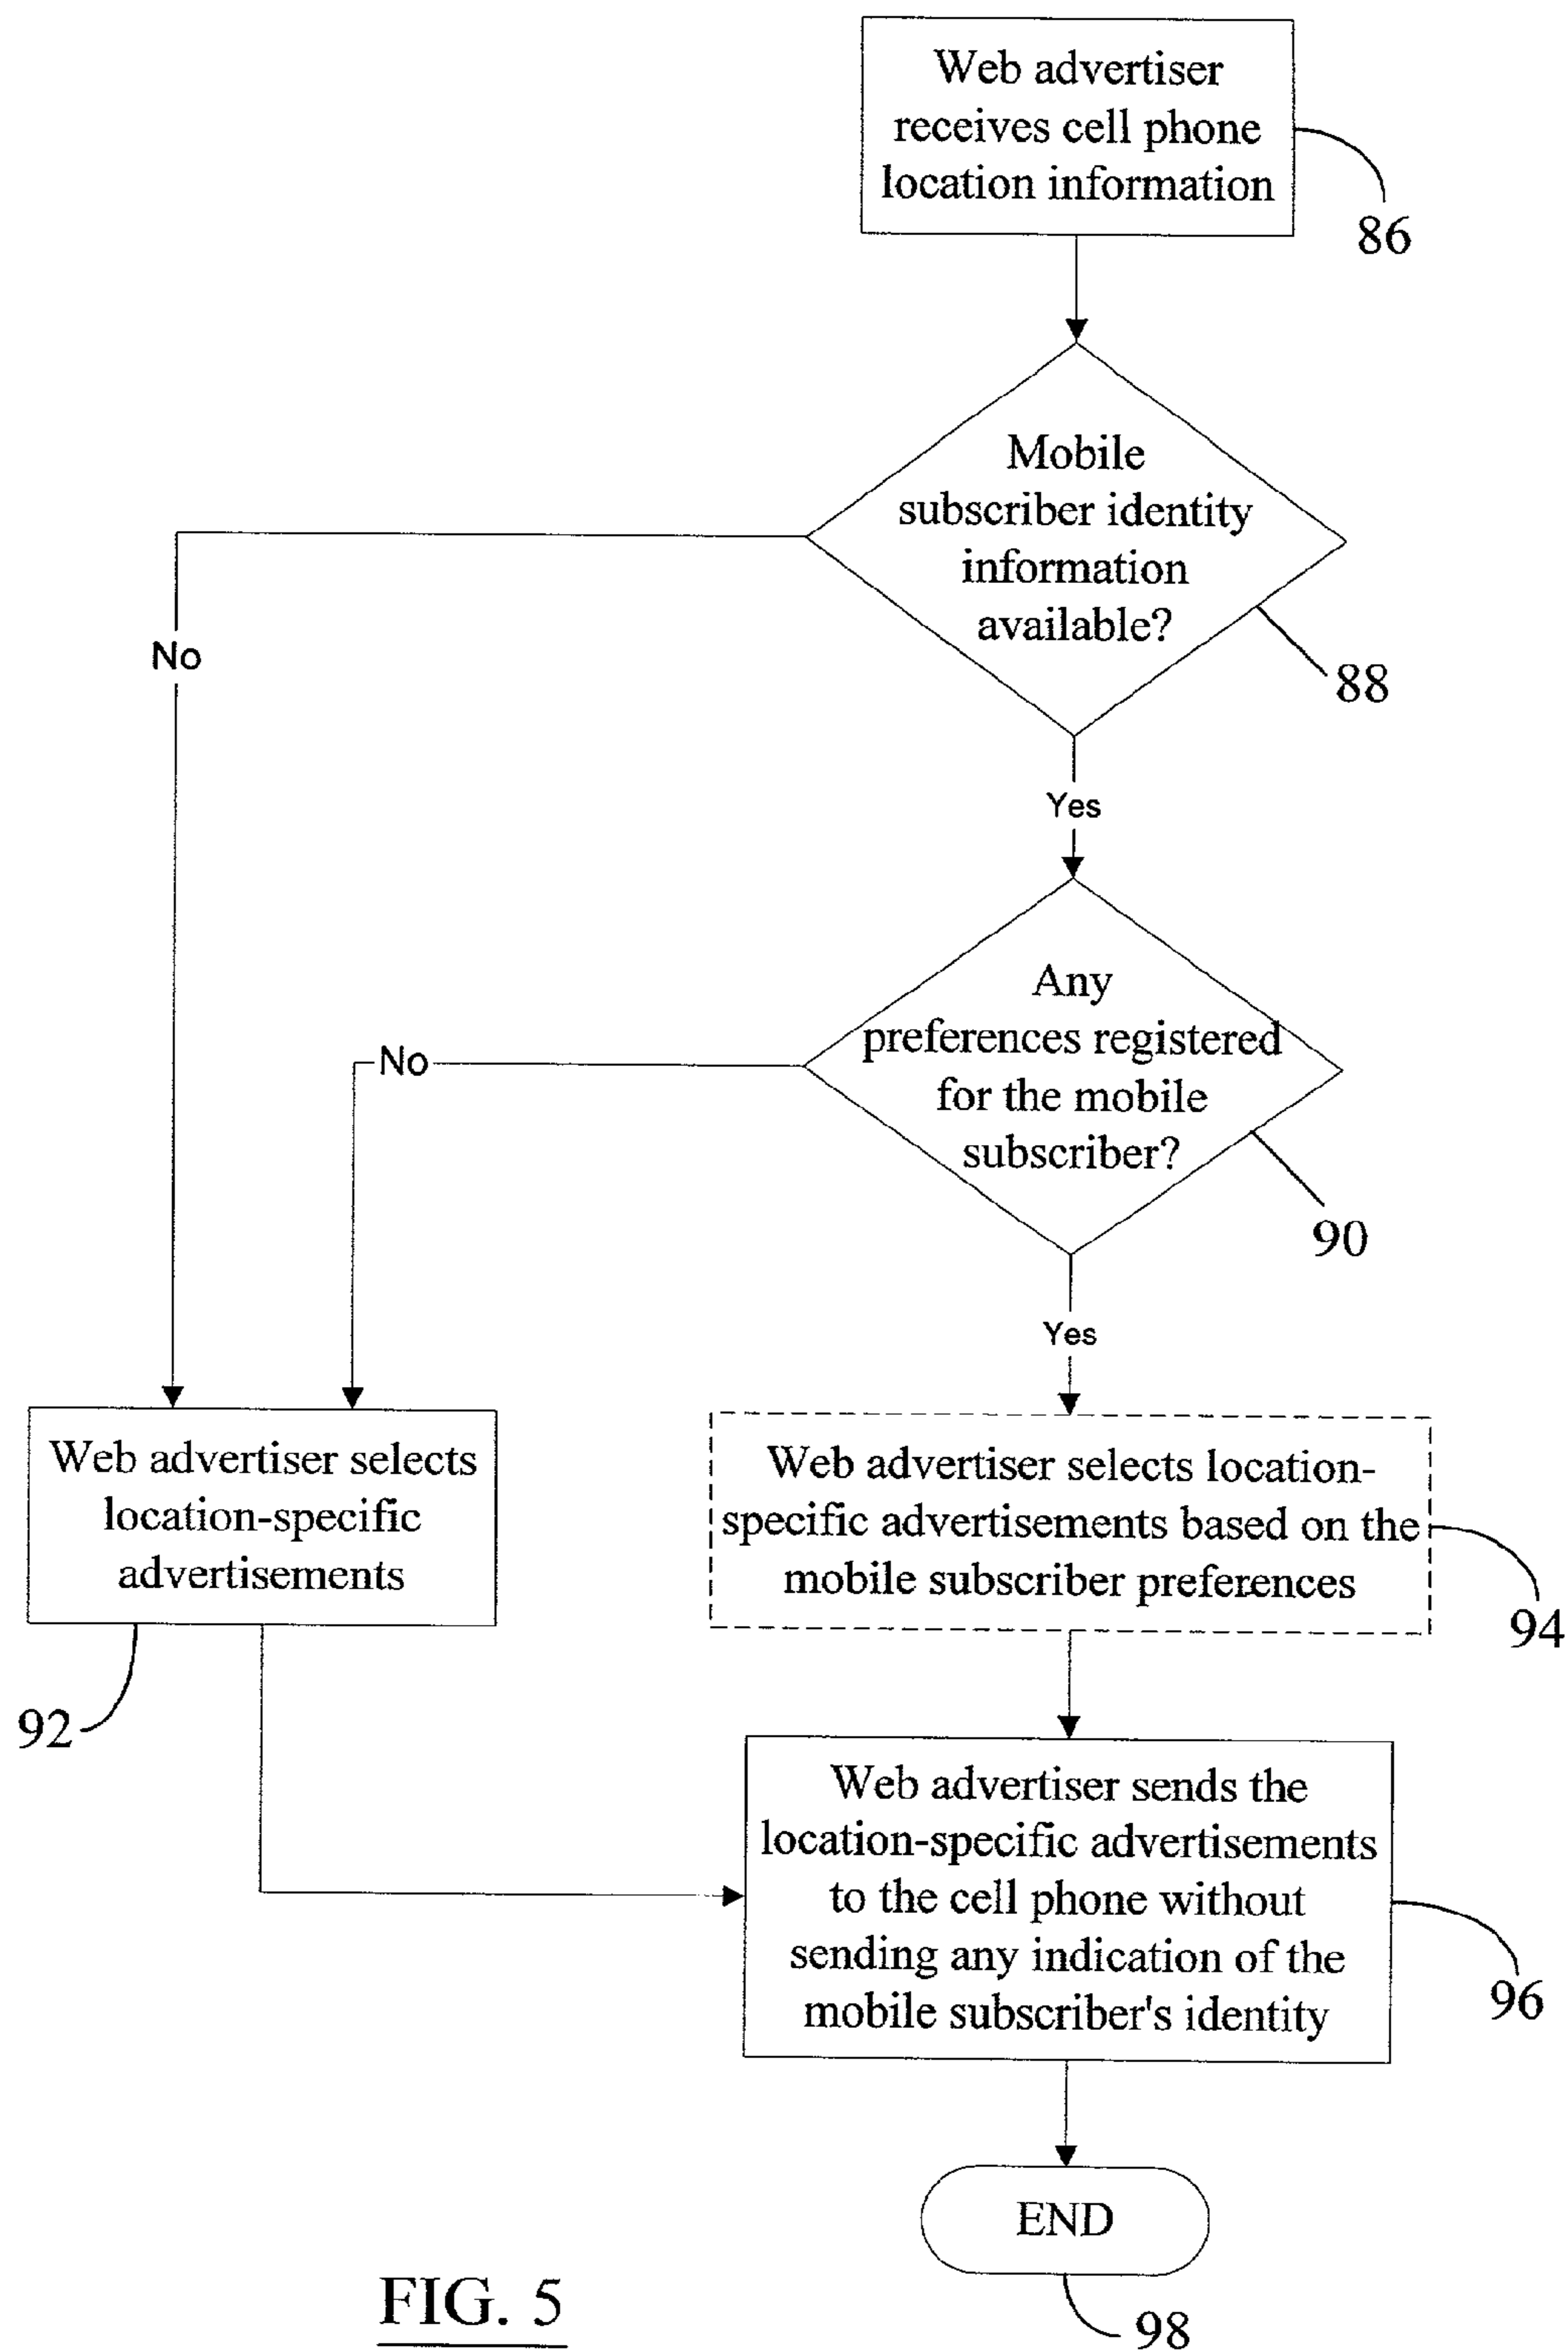 Web advertiser
receives cell phone
location information
86
Mobile
subscriber identity
information
available?
88
No
Yes
Any
preferences registered
for the mobile
subscriber?
90
No
Yes
Web advertiser selects
location-specific
advertisements
92
Web advertiser selects location-
specific advertisements based on the
mobile subscriber preferences
94
Web advertiser sends the
location-specific advertisements
to the cell phone without
sending any indication of the
mobile subscriber's identity
96
END
98
FIG. 5